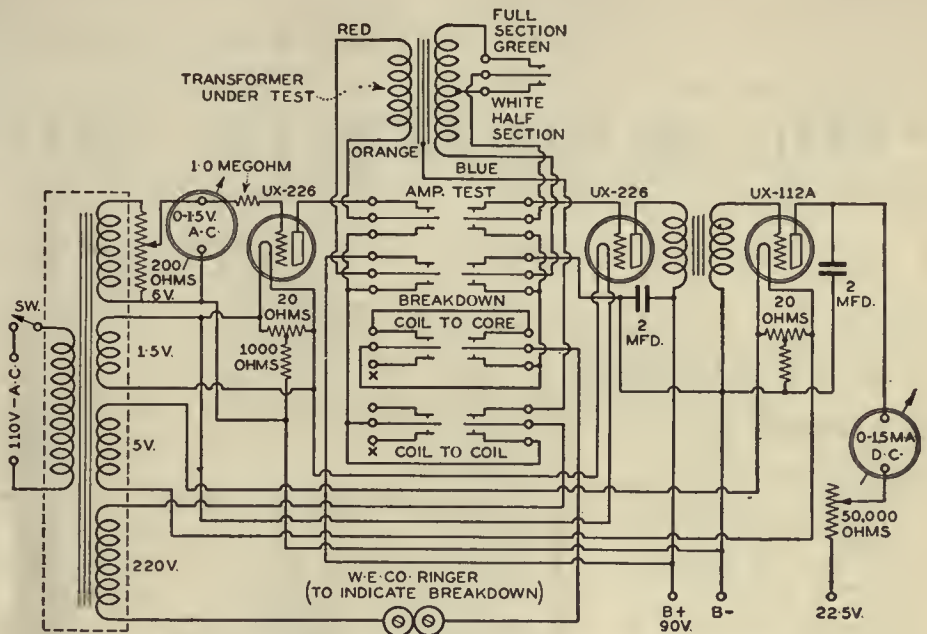 RED
FULL
SECTION
GREEN
TRANSFORMER
UNDER TEST
WHITE
HALF
SECTION
ORANGE
BLUE
1·0 MEGOHM
UX-226
AMP. TEST
UX-226
UX-112A
0-1.5V.
A·C·
200
OHMS
6V.
SW.
20
OHMS
1000
OHMS
BREAKDOWN
COIL TO CORE
2
MFD.
20
OHMS
2
MFD.
110V-A·C·
1·5V.
X
X
COIL TO COIL
5V.
0-1.5M·A
D·C·
50,000
OHMS
220V.
W·E·CO· RINGER
(TO INDICATE BREAKDOWN)
B+
90V.
B-
22·5V.